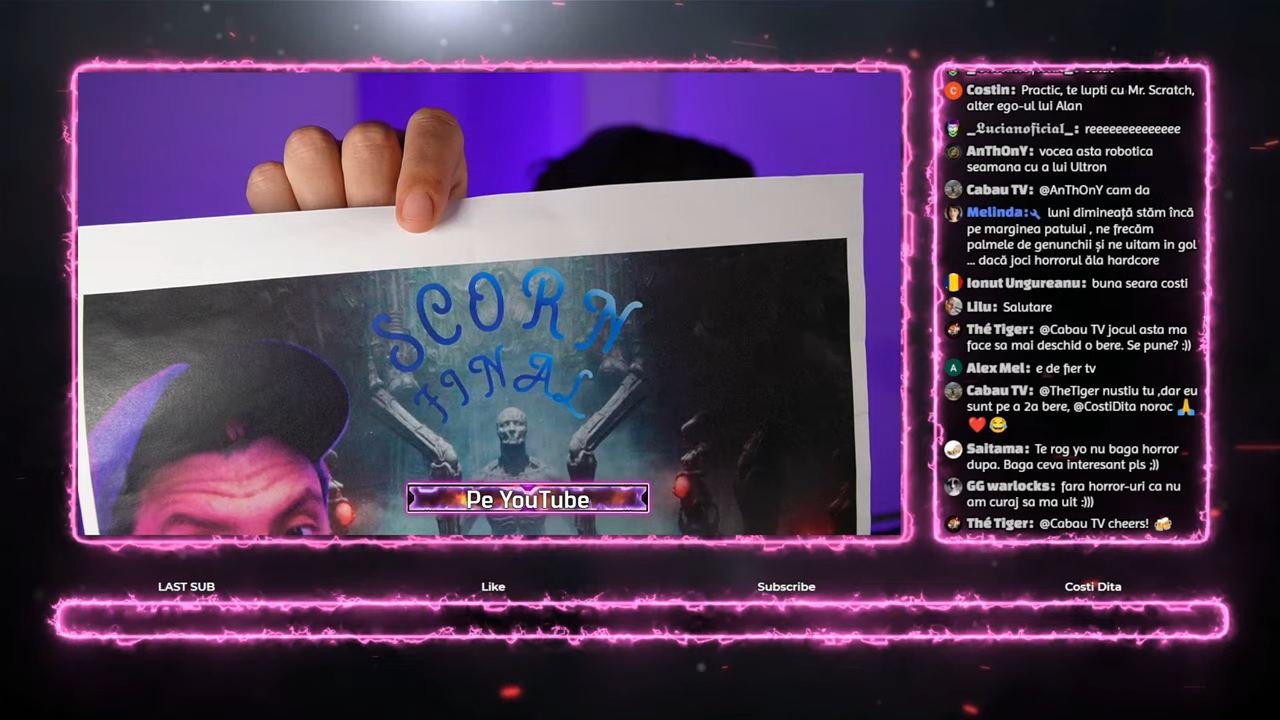 SCORN
FINAL
Pe YouTube
Costin: Practic, te lupti cu Mr. Scratch,
alter ego-ul lui Alan
_𝕷𝖚𝖈𝖎𝖆𝖓𝖔𝖋𝖎𝖈𝖎𝖆𝖑_: reeeeeeeeeeeeee
AnThOnY: vocea asta robotica
seamana cu a lui Ultron
Cabau TV: @AnThOnY cam da
Melinda: luni dimineață stăm încă
pe marginea patului , ne frecăm
palmele de genunchii și ne uitam in gol
... dacă joci horrorul ăla hardcore
Ionut Ungureanu: buna seara costi
Lilu: Salutare
Thé Tiger: @Cabau TV jocul asta ma
face sa mai deschid o bere. Se pune? :))
Alex Mel: e de fier tv
Cabau TV: @TheTiger nustiu tu ,dar eu
sunt pe a 2a bere, @CostiDita noroc 🙏
❤️😂
Saitama: Te rog yo nu baga horror
dupa. Baga ceva interesant pls ;))
GG warlocks: fara horror-uri ca nu
am curaj sa ma uit :)))
Thé Tiger: @Cabau TV cheers! 🍻
LAST SUB
Like
Subscribe
Costi Dita